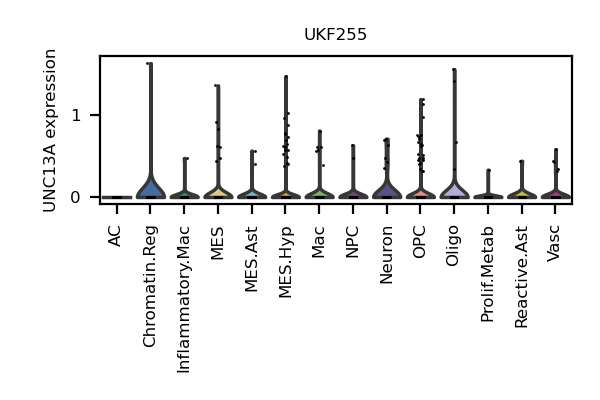 UKF255
UNC13A expression
1
0
AC
Chromatin.Reg
Inflammatory.Mac
MES
MES.Ast
MES.Hyp
Mac
NPC
Neuron
OPC
Oligo
Prolif.Metab
Reactive.Ast
Vasc